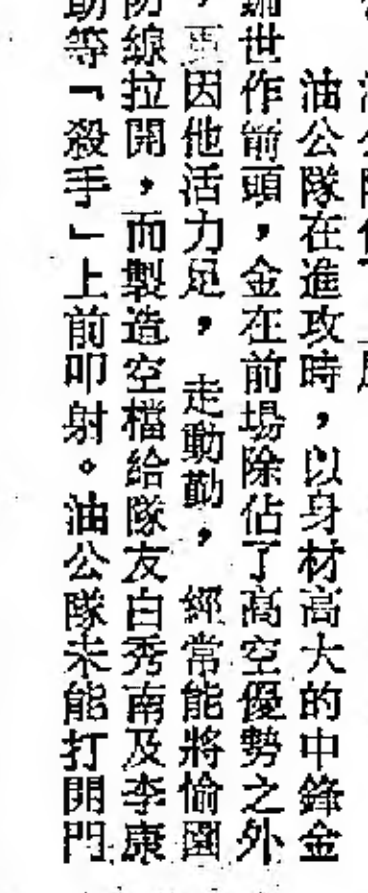 油公隊在進攻時，以身材高大的中鋒金
世作箭頭，金在前場除佔了高空優勢之外
，更因他活力足，走動勤，經常能將愉園
防線拉開，而製造空檔給隊友白秀南及李康
助等「殺手」上前叩射。油公隊未能打開門